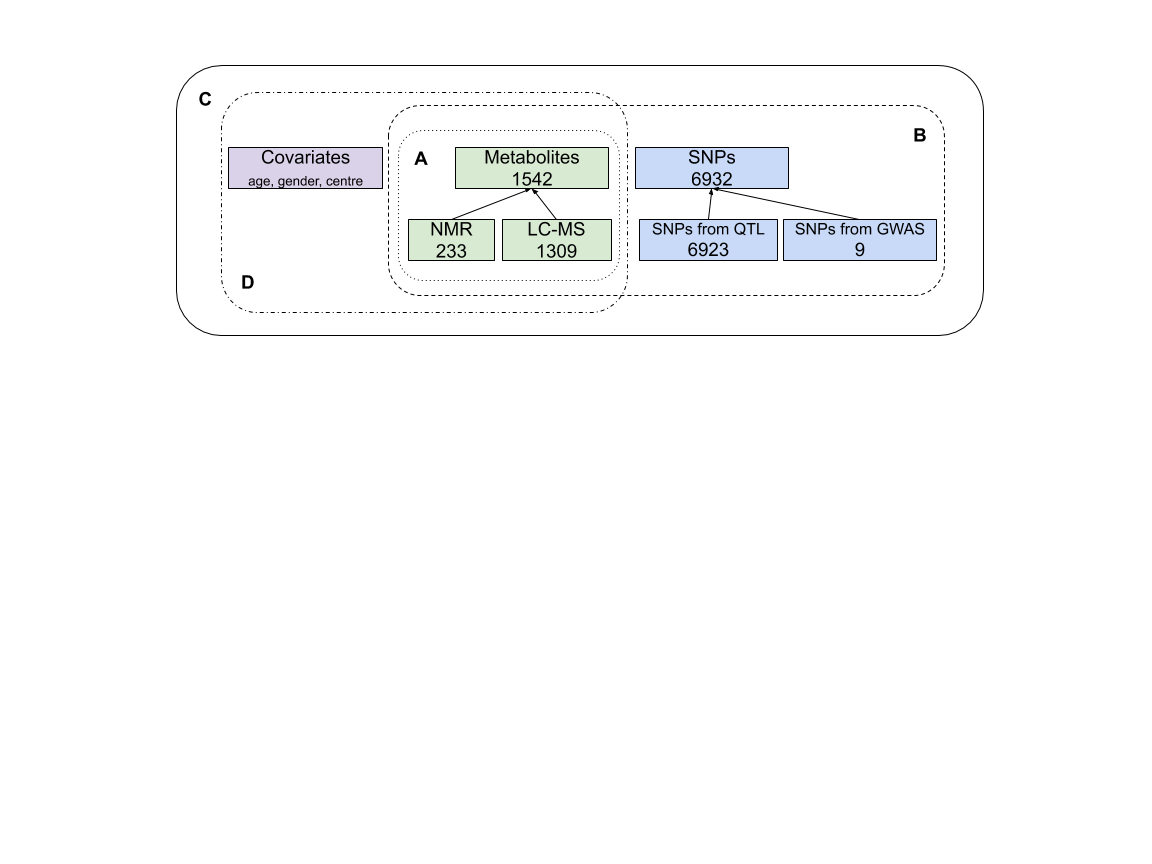 C
B
A
Covariates
age, gender, centre
Metabolites
1542
SNPs
6932
NMR
233
LC-MS
1309
SNPs from QTL
6923
SNPs from GWAS
9
D